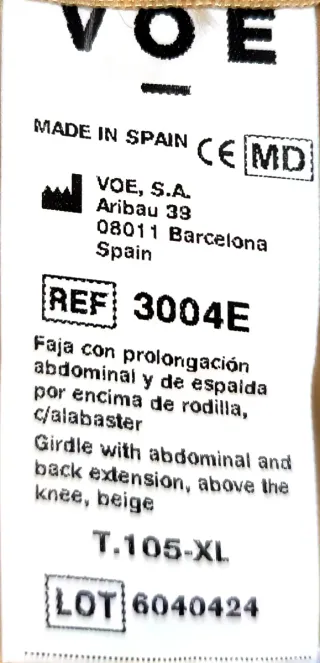 VOE
MADE IN SPAIN CE MD
VOE, S.A.
Aribau 39
08011 Barcelona
Spain
REF 3004E
Faja con prolongación
abdominal y de espalda
por encima de rodilla,
c/alabaster
Girdle with abdominal and
back extension, above the
knee, beige
T.105-XL
LOT 6040424